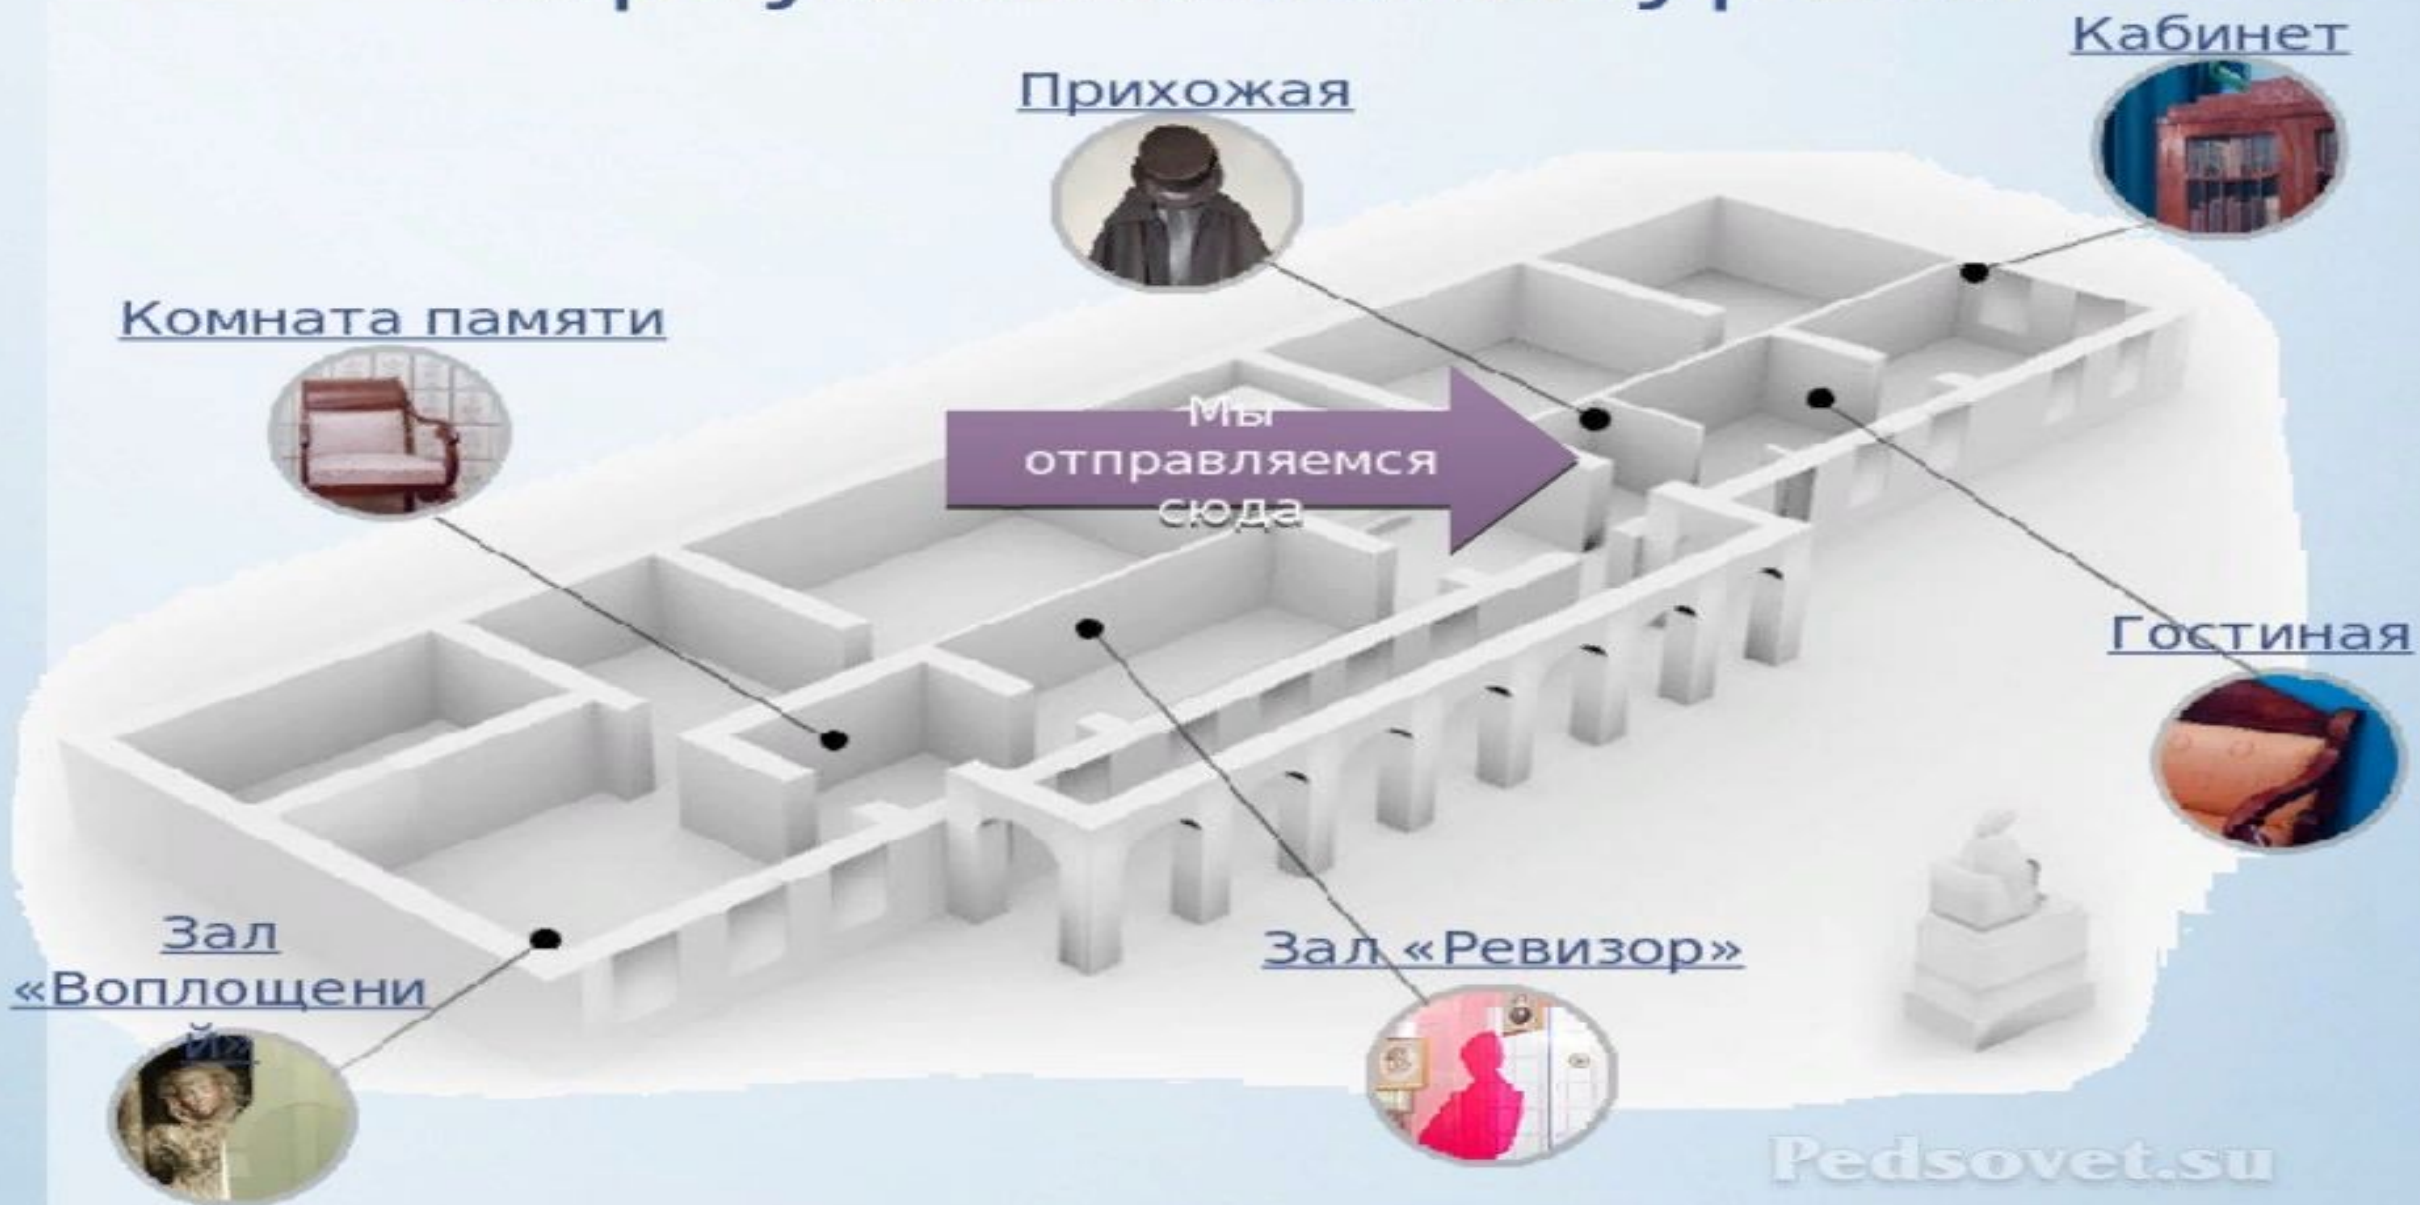 Кабинет
Прихожая
Комната памяти
Мы
отправляемся
сюда
Гостиная
Зал
«Воплощени
й»
Зал «Ревизор»
Pedsovet.su